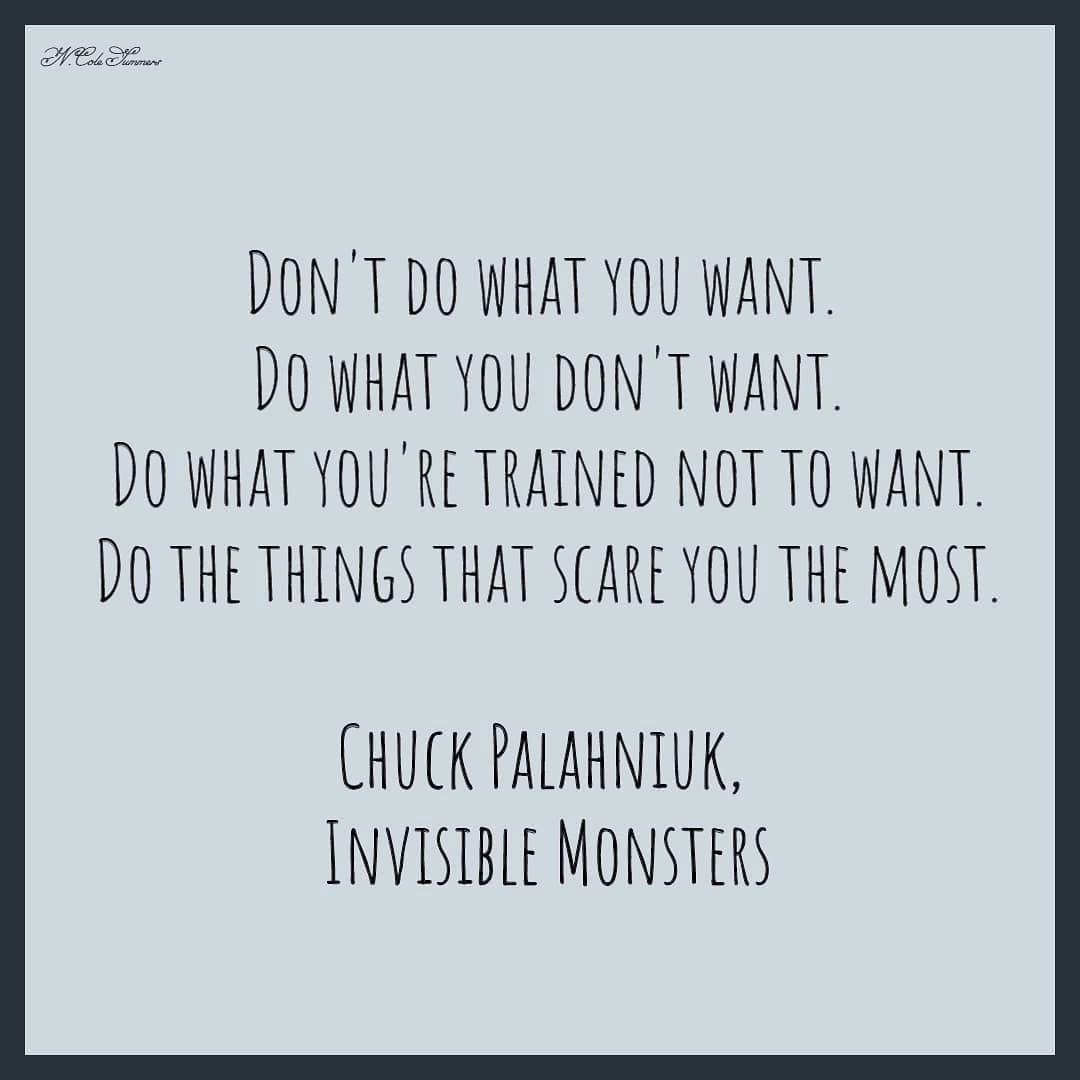 N. Cole Summers
Don't do what you want.
Do what you don't want.
Do what you're trained not to want.
Do the things that scare you the most.
Chuck Palahniuk,
Invisible Monsters